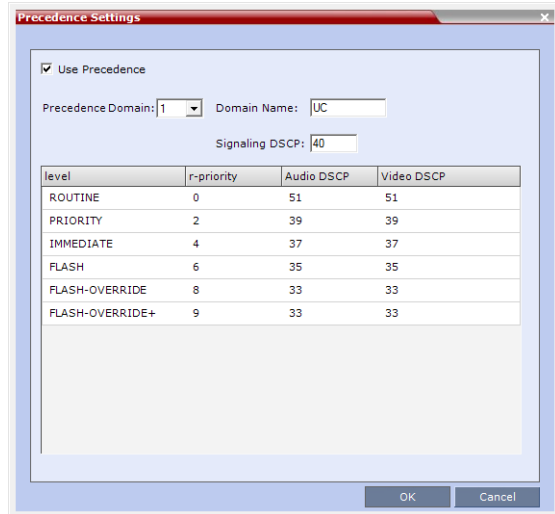 Precedence Settings
Use Precedence
Precedence Domain: 1 Domain Name: UC
Signaling DSCP: 40
level r-priority Audio DSCP Video DSCP
ROUTINE 0 51 51
PRIORITY 2 39 39
IMMEDIATE 4 37 37
FLASH 6 35 35
FLASH-OVERRIDE 8 33 33
FLASH-OVERRIDE+ 9 33 33
OK Cancel